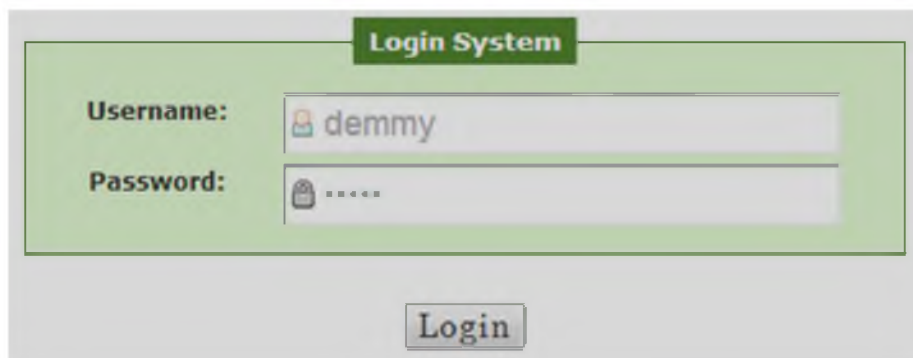 Login System
Username: demmy
Password: •••••
Login